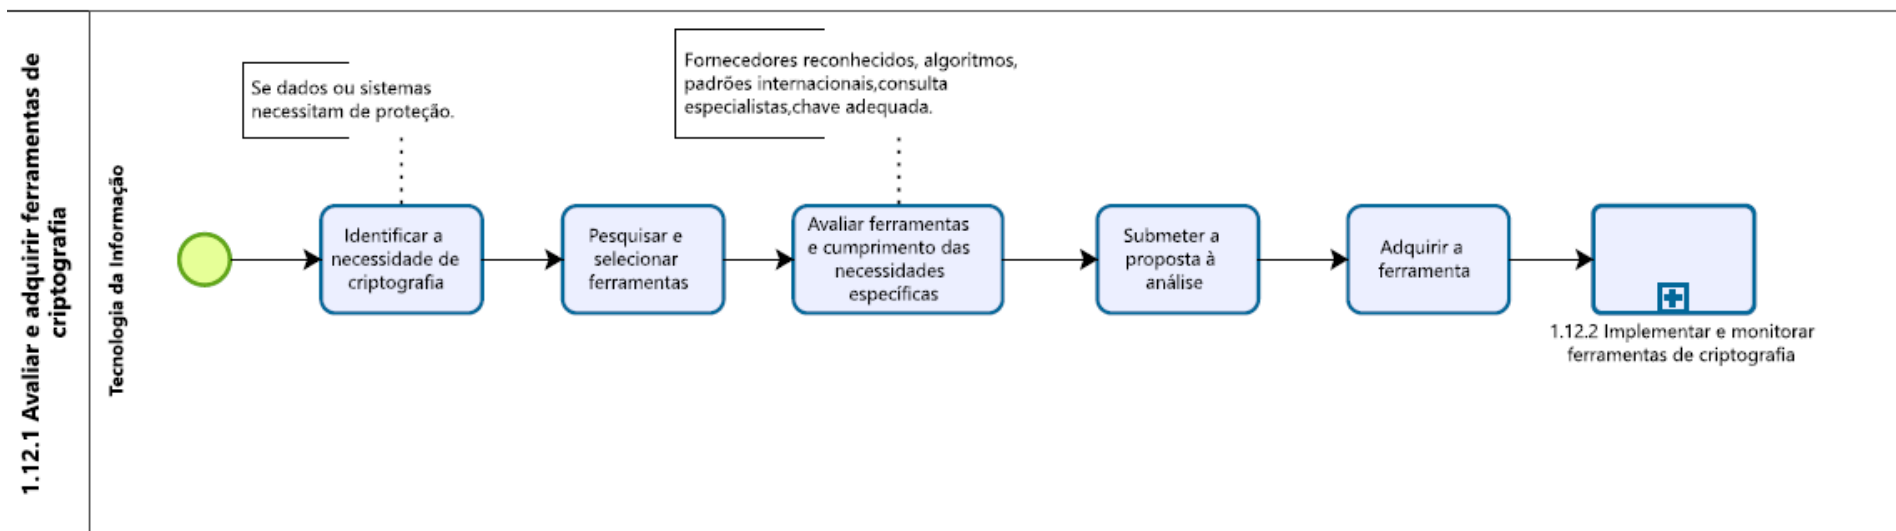 1.12.1 Avaliar e adquirir ferramentas de
criptografia
Tecnologia da Informação
Se dados ou sistemas
necessitam de proteção.
Fornecedores reconhecidos, algoritmos,
padrões internacionais,consulta
especialistas,chave adequada.
Identificar a
necessidade de
criptografia
Pesquisar e
selecionar
ferramentas
Avaliar ferramentas
e cumprimento das
necessidades
específicas
Submeter a
proposta à
análise
Adquirir a
ferramenta
1.12.2 Implementar e monitorar
ferramentas de criptografia